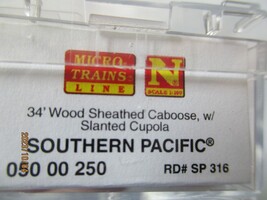 MICRO
TRAINS
LINE
N
SCALE 1:160
34' Wood Sheathed Caboose, w/
Slanted Cupola
SOUTHERN PACIFIC®
050 00 250
RD# SP 316